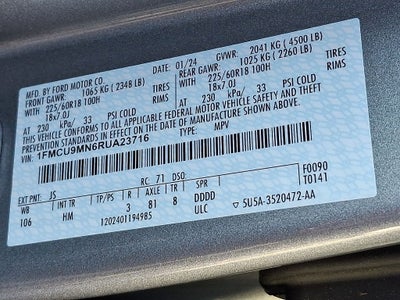 MFD. BY FORD MOTOR CO. DATE: 01/24 GVWR: 2041 KG ( 4500 LB)
FRONT GAWR: 1065 KG ( 2348 LB) REAR GAWR: 1025 KG ( 2260 LB)
225/60R18 100H TIRES 225/60R18 100H TIRES
18x7.0J RIMS 18x7.0J RIMS
AT 230 kPa/ 33 PSI COLD AT 230 kPa/ 33 PSI COLD
THIS VEHICLE CONFORMS TO ALL APPLICABLE FEDERAL MOTOR VEHICLE SAFETY AND THEFT
PREVENTION STANDARDS IN EFFECT ON THE DATE OF MANUFACTURE SHOWN ABOVE.
VIN: 1FMCU9MN6RUA23716 TYPE: MPV
F0090
T0141
EXT PNT: JS RC: 71 DSO:
WB INT TR TP/PS R AXLE TR SPR
106 HM 3 81 8 DDDD
1202401194985 ULC 5U5A-3520472-AA